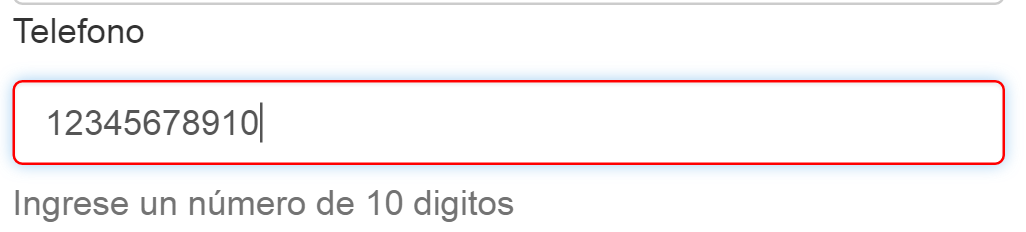 Telefono
12345678910
Ingrese un número de 10 digitos